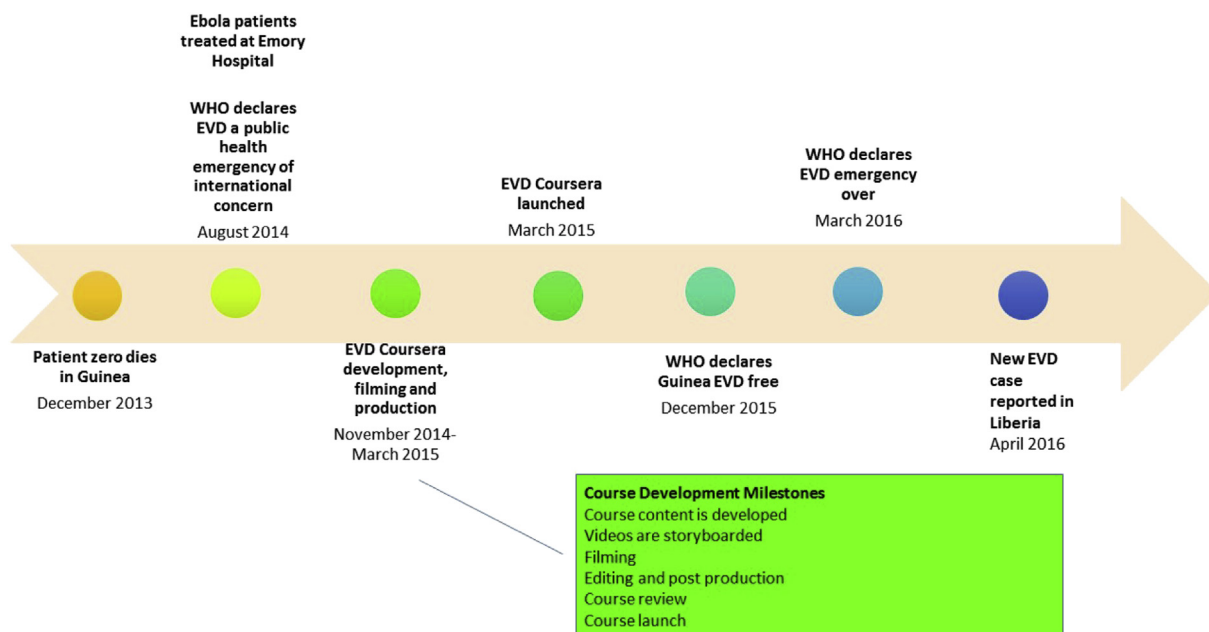 Ebola patients
treated at Emory
Hospital
WHO declares
EVD a public
health
emergency of
international
concern
August 2014
EVD Coursera
launched
March 2015
WHO declares
EVD emergency
over
March 2016
Patient zero dies
in Guinea
December 2013
EVD Coursera
development,
filming and
production
November 2014-
March 2015
WHO declares
Guinea EVD free
December 2015
New EVD
case
reported in
Liberia
April 2016
Course Development Milestones
Course content is developed
Videos are storyboarded
Filming
Editing and post production
Course review
Course launch